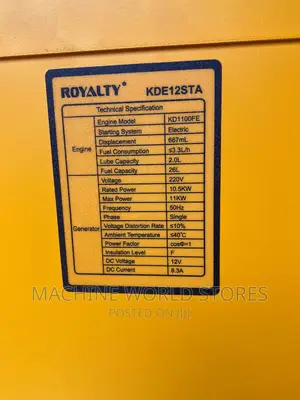 ROYALTY KDE12STA
Technical Specification
Engine
Engine Model KD1100FE
Starting System Electric
Displacement 667mL
Fuel Consumption ≤3.3L/h
Lube Capacity 2.0L
Fuel Capacity 26L
Generator
Voltage 220V
Rated Power 10.5KW
Max Power 11KW
Frequency 50Hz
Phase Single
Voltage Distortion Rate ≤10%
Ambient Temperature ≤40℃
Power Factor cosΦ=1
Insulation Level F
DC Voltage 12V
DC Current 8.3A
MACHINE WORLD STORES
POSTED ON